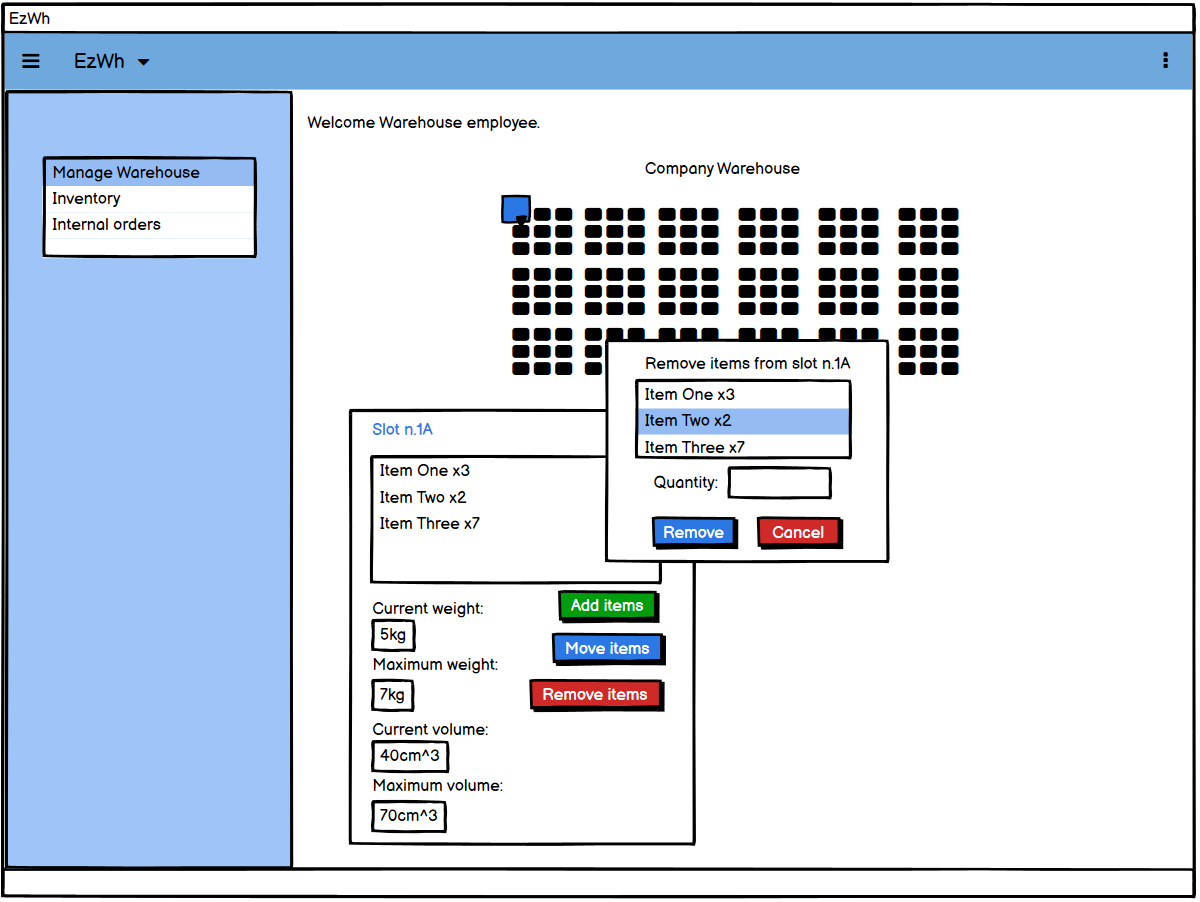 EzWh
EzWh
Manage Warehouse
Inventory
Internal orders
Welcome Warehouse employee.
Company Warehouse
Remove items from slot n.1A
Item One x3
Item Two x2
Item Three x7
Quantity:
Remove
Cancel
Slot n.1A
Item One x3
Item Two x2
Item Three x7
Current weight:
5kg
Maximum weight:
7kg
Current volume:
40cm^3
Maximum volume:
70cm^3
Add items
Move items
Remove items